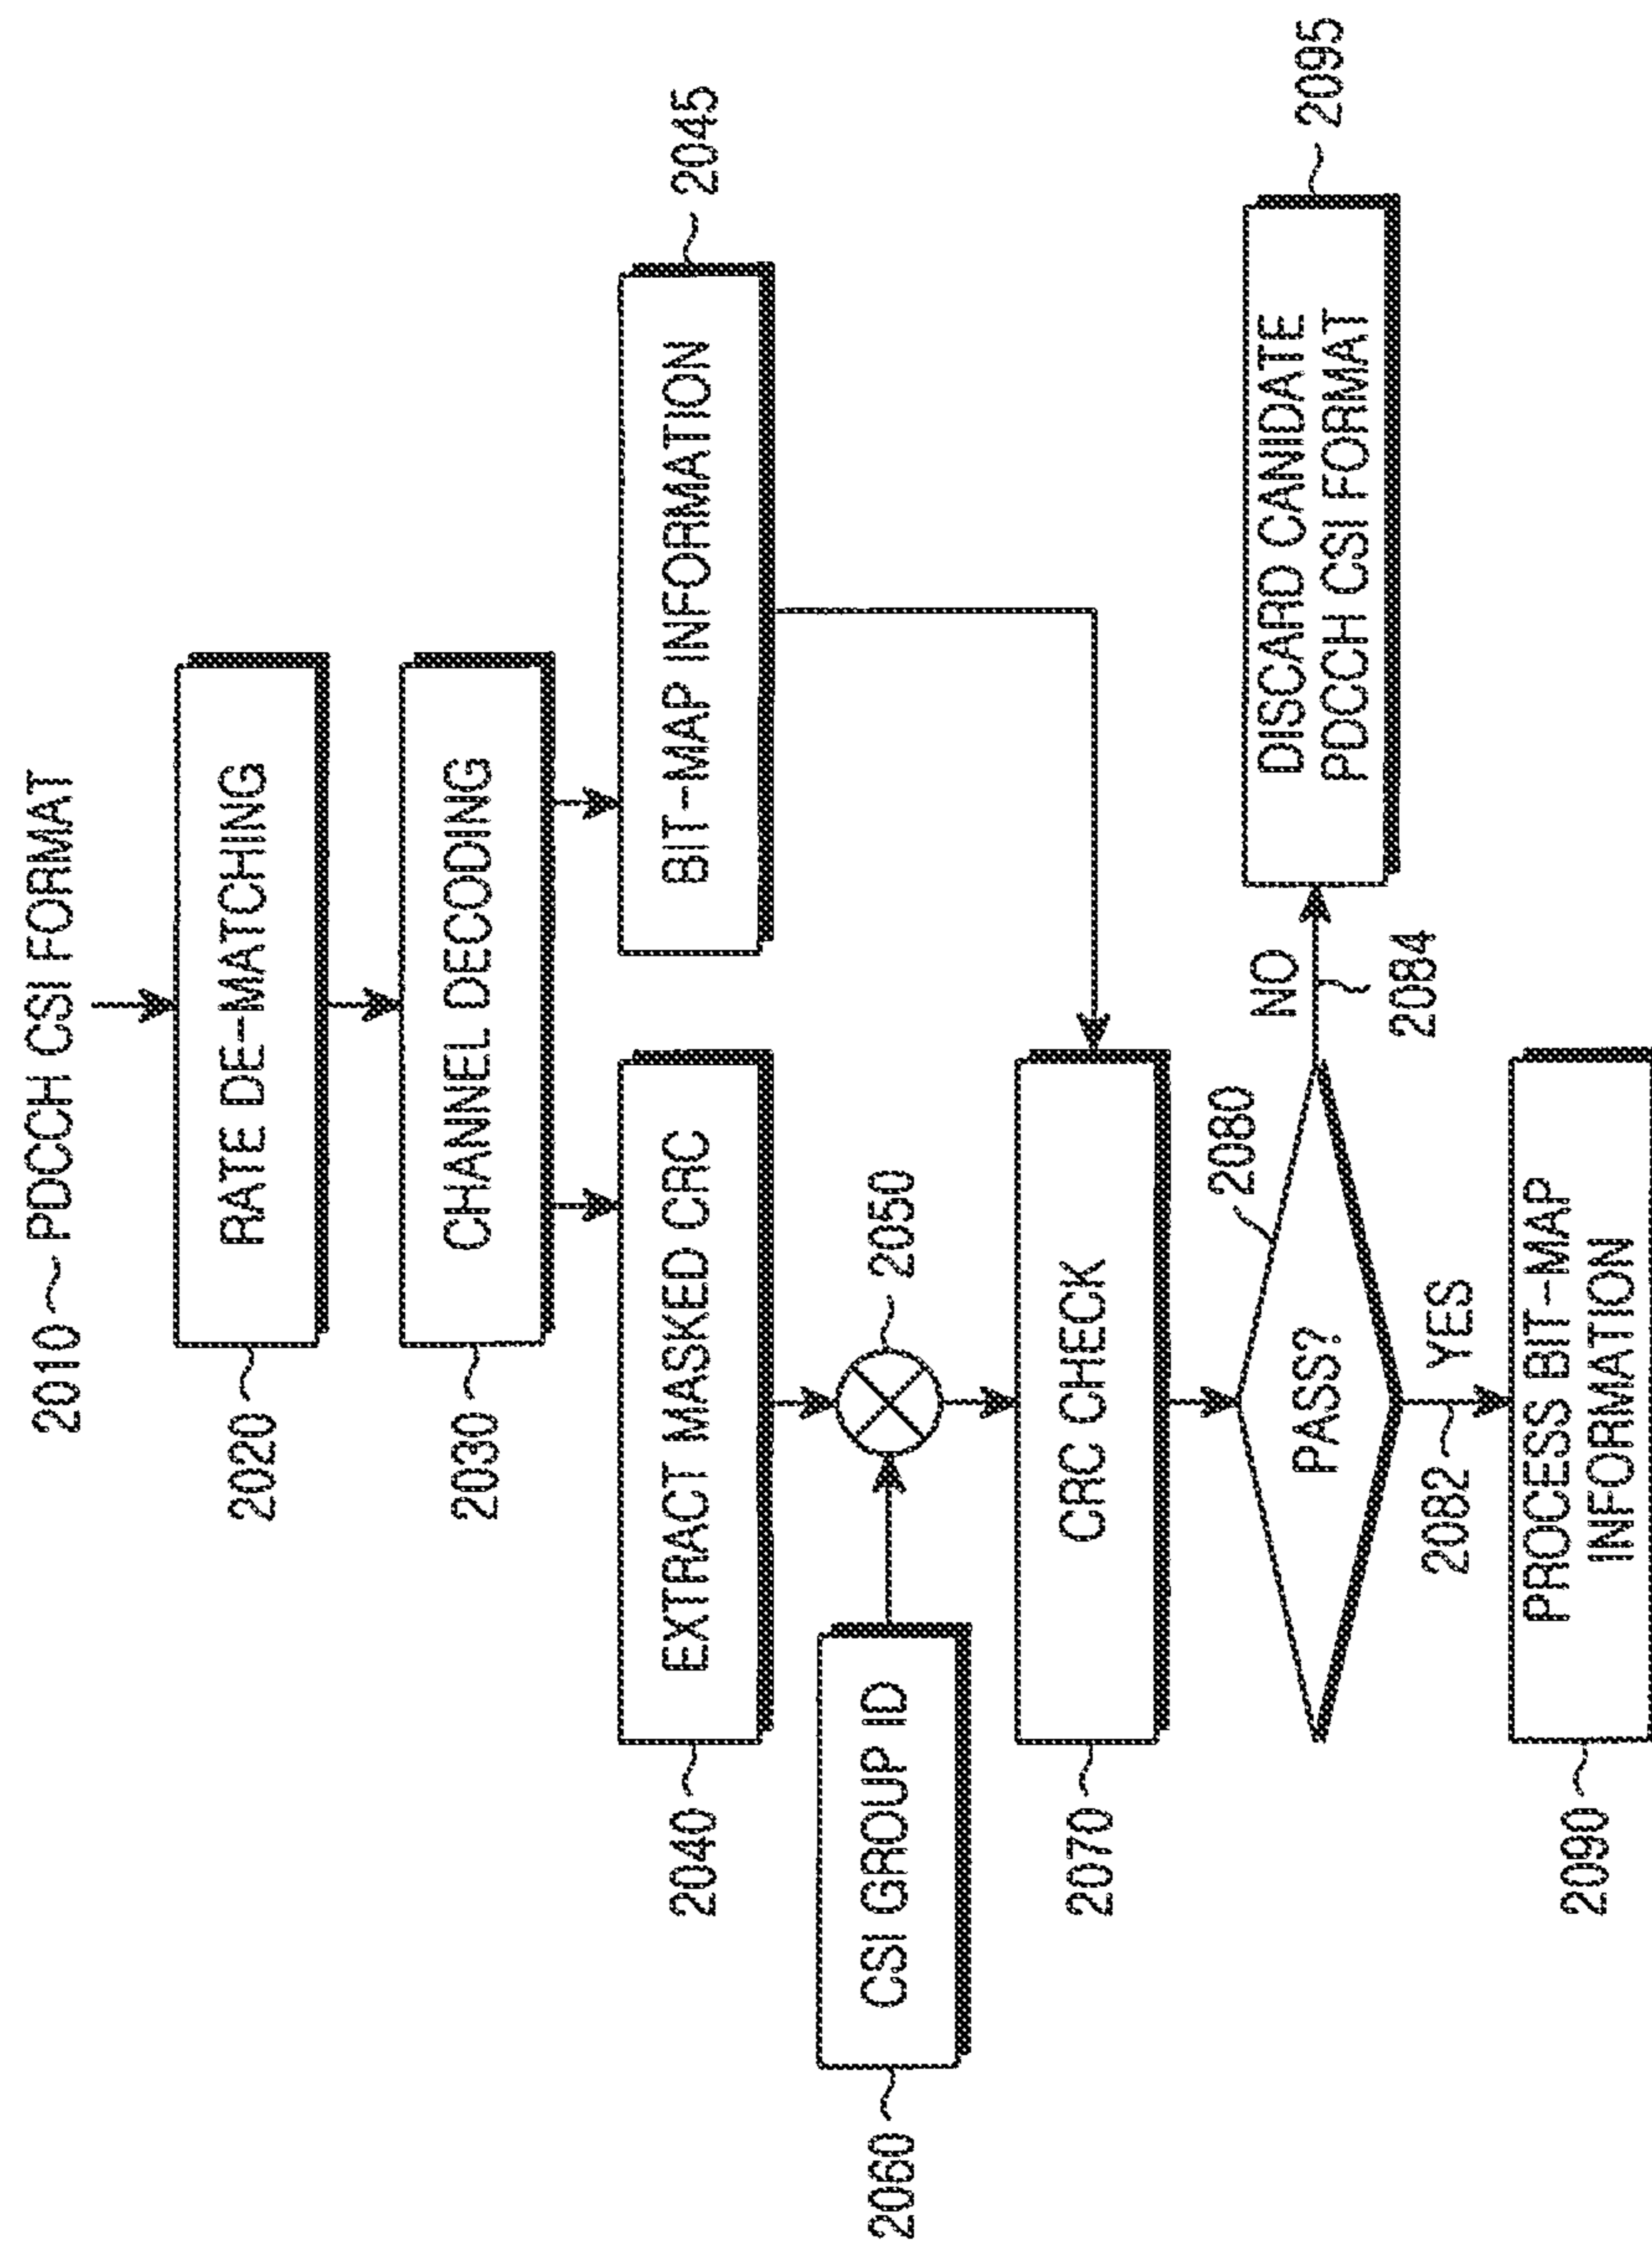 2010 PDCCH CSI FORMAT
2020
RATE DE-MATCHING
2030
CHANNEL DECODING
2040
EXTRACT MASKED CRC
BIT-MAP INFORMATION
2045
2060
CSI GROUP ID
2050
2070
CRC CHECK
2080
PASS?
NO
2084
DISCARD CANIDATE
PDCCH CSI FORMAT
2095
2082
YES
2090
PROCESS BIT-MAP
INFORMATION